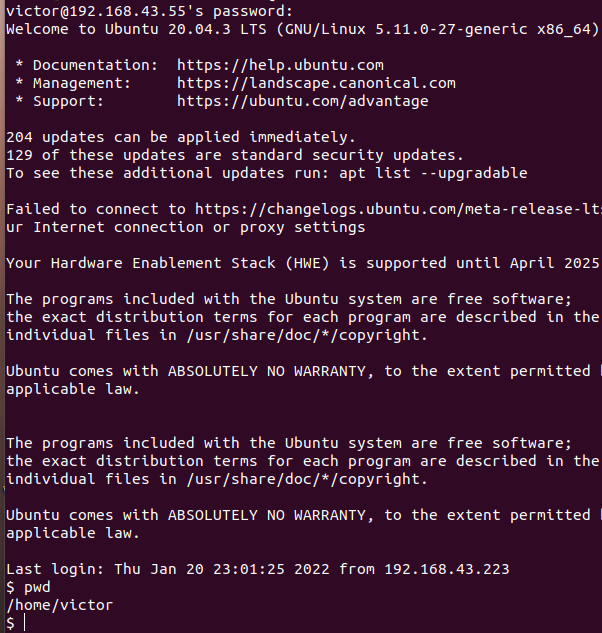 victor@192.168.43.55's password:
Welcome to Ubuntu 20.04.3 LTS (GNU/Linux 5.11.0-27-generic x86_64)
* Documentation:  https://help.ubuntu.com
* Management:     https://landscape.canonical.com
* Support:        https://ubuntu.com/advantage
204 updates can be applied immediately.
129 of these updates are standard security updates.
To see these additional updates run: apt list --upgradable
Failed to connect to https://changelogs.ubuntu.com/meta-release-lts
ur Internet connection or proxy settings
Your Hardware Enablement Stack (HWE) is supported until April 2025
The programs included with the Ubuntu system are free software;
the exact distribution terms for each program are described in the
individual files in /usr/share/doc/*/copyright.
Ubuntu comes with ABSOLUTELY NO WARRANTY, to the extent permitted
applicable law.
The programs included with the Ubuntu system are free software;
the exact distribution terms for each program are described in the
individual files in /usr/share/doc/*/copyright.
Ubuntu comes with ABSOLUTELY NO WARRANTY, to the extent permitted
applicable law.
Last login: Thu Jan 20 23:01:25 2022 from 192.168.43.223
$ pwd
/home/victor
$